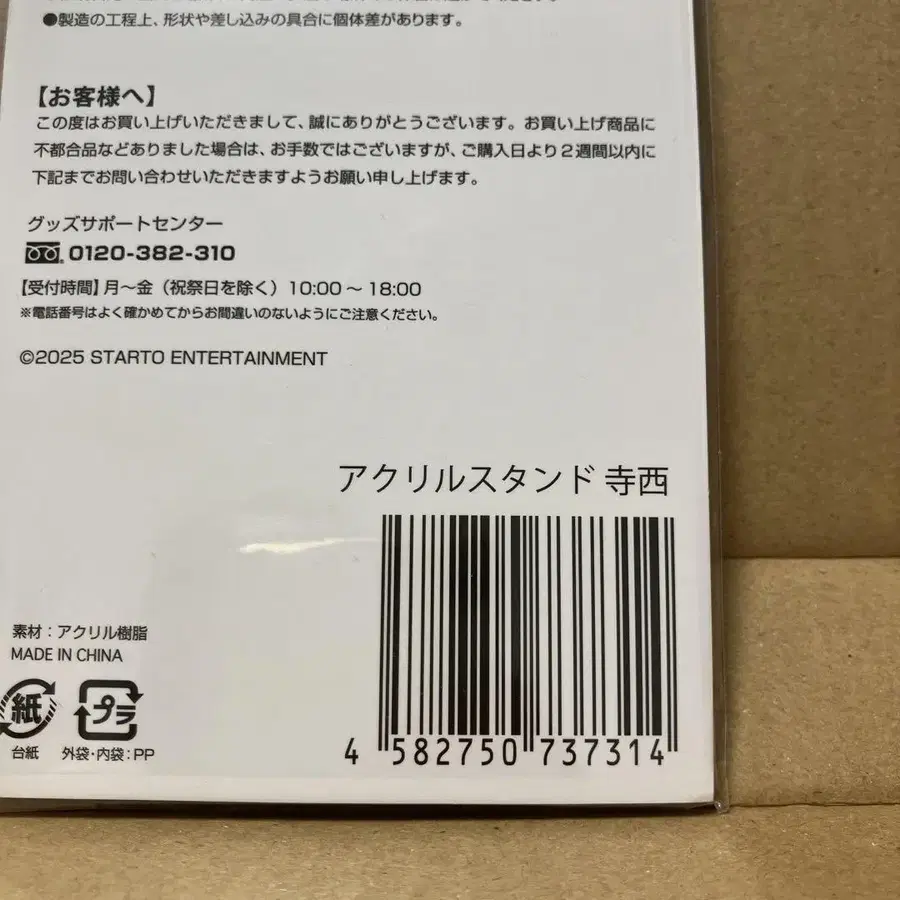 ●製造の工程上、形状や差し込みの具合に個体差があります。
【お客様へ】
この度はお買い上げいただきまして、誠にありがとうございます。お買い上げ商品に
不都合品などありました場合は、お手数ではございますが、ご購入日より2週間以内に
下記までお問い合わせいただきますようお願い申し上げます。
グッズサポートセンター
0120-382-310
【受付時間】月～金（祝祭日を除く）10:00～18:00
※電話番号はよく確かめてからお間違いのないようにご注意ください。
©2025 STARTO ENTERTAINMENT
アクリルスタンド 寺西
4 582750 737314
素材：アクリル樹脂
MADE IN CHINA
紙 プラ
台紙 外袋・内袋：PP